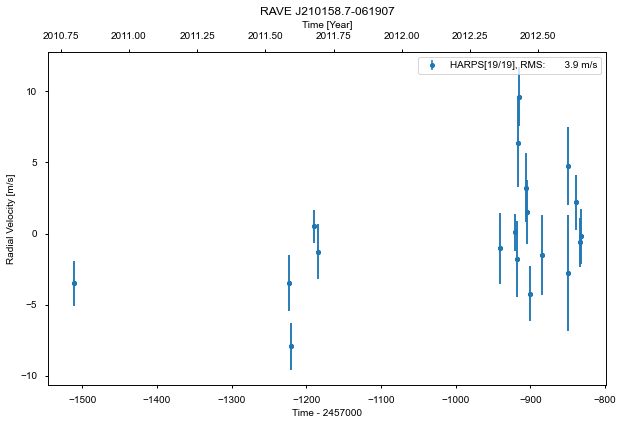 RAVE J210158.7-061907
Time [Year]
2010.75 2011.00 2011.25 2011.50 2011.75 2012.00 2012.25 2012.50
HARPS[19/19], RMS: 3.9 m/s
10
5
0
−5
−10
Radial Velocity [m/s]
−1500 −1400 −1300 −1200 −1100 −1000 −900 −800
Time - 2457000